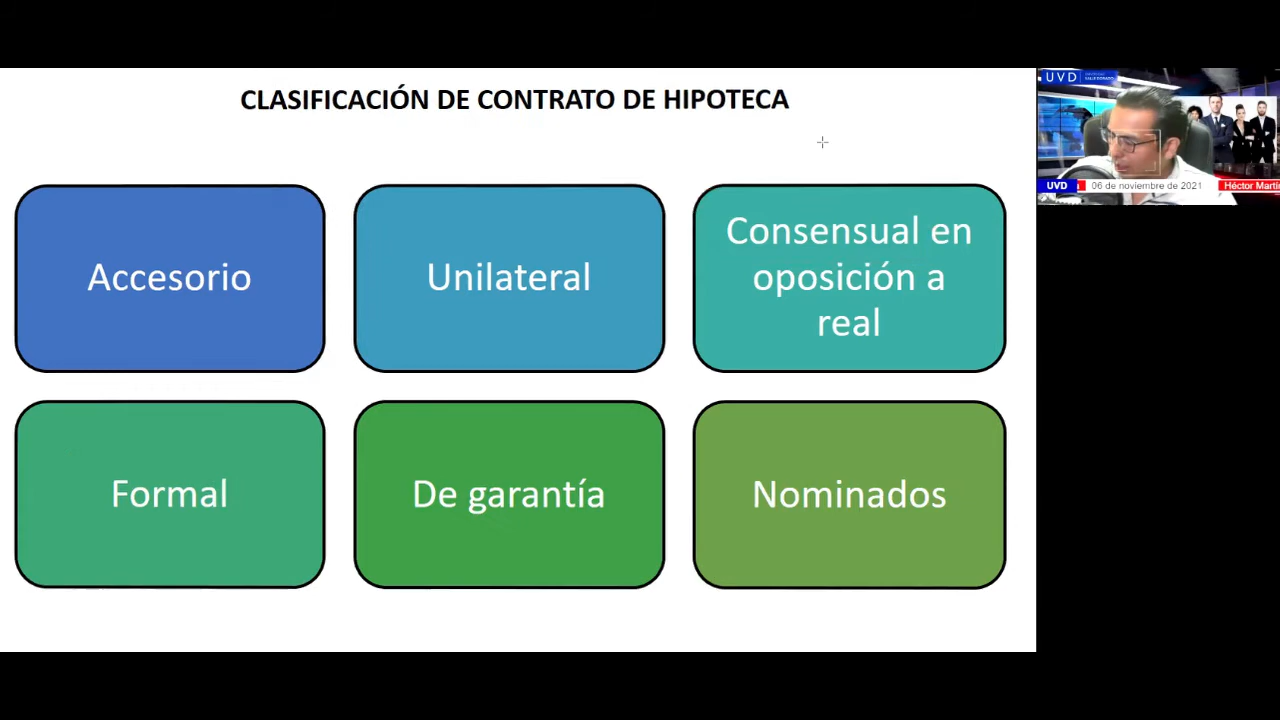 CLASIFICACIÓN DE CONTRATO DE HIPOTECA
Accesorio
Unilateral
Consensual en
oposición a
real
Formal
De garantía
Nominados
UVD
UVD
06 de noviembre de 2021
Héctor Martín